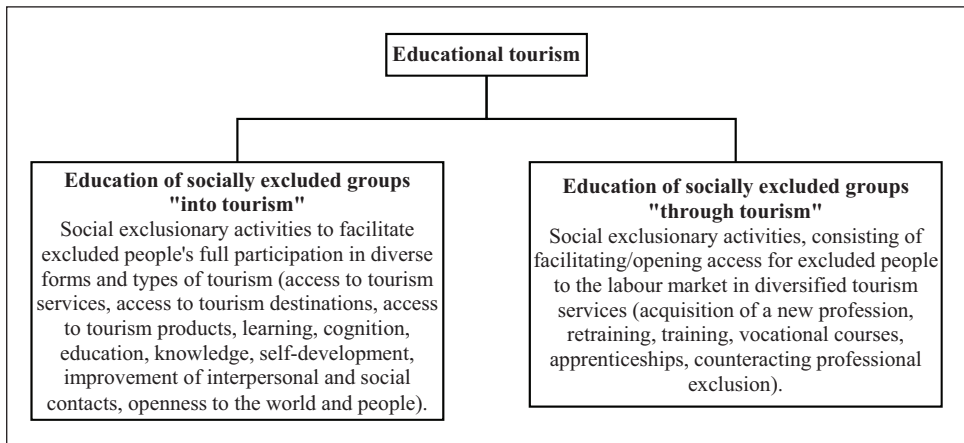 Educational tourism
Education of socially excluded groups
"into tourism"
Social exclusionary activities to facilitate
excluded people's full participation in diverse
forms and types of tourism (access to tourism
services, access to tourism destinations, access
to tourism products, learning, cognition,
education, knowledge, self-development,
improvement of interpersonal and social
contacts, openness to the world and people).
Education of socially excluded groups
"through tourism"
Social exclusionary activities, consisting of
facilitating/opening access for excluded people
to the labour market in diversified tourism
services (acquisition of a new profession,
retraining, training, vocational courses,
apprenticeships, counteracting professional
exclusion).